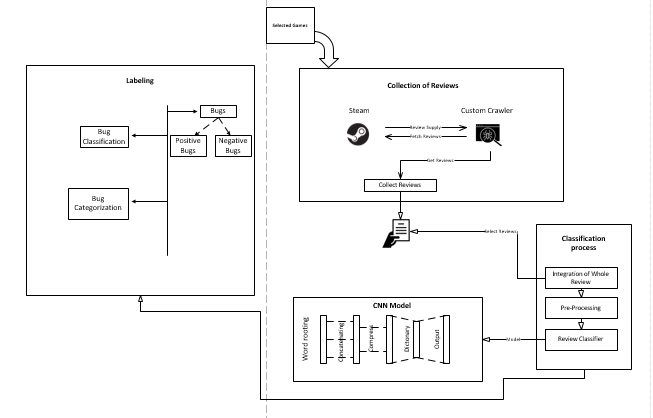 Selected Games
Labeling
Bugs
Bug
Classification
Positive
Bugs
Negative
Bugs
Bug
Categorization
Collection of Reviews
Steam
Custom Crawler
Review Supply
Fetch Reviews
Get Reviews
Collect Reviews
Select Reviews
Classification
process
Integration of Whole
Review
Pre-Processing
Review Classifier
Model
CNN Model
Word rooting
Concatenating
Compress
Dictionary
Output